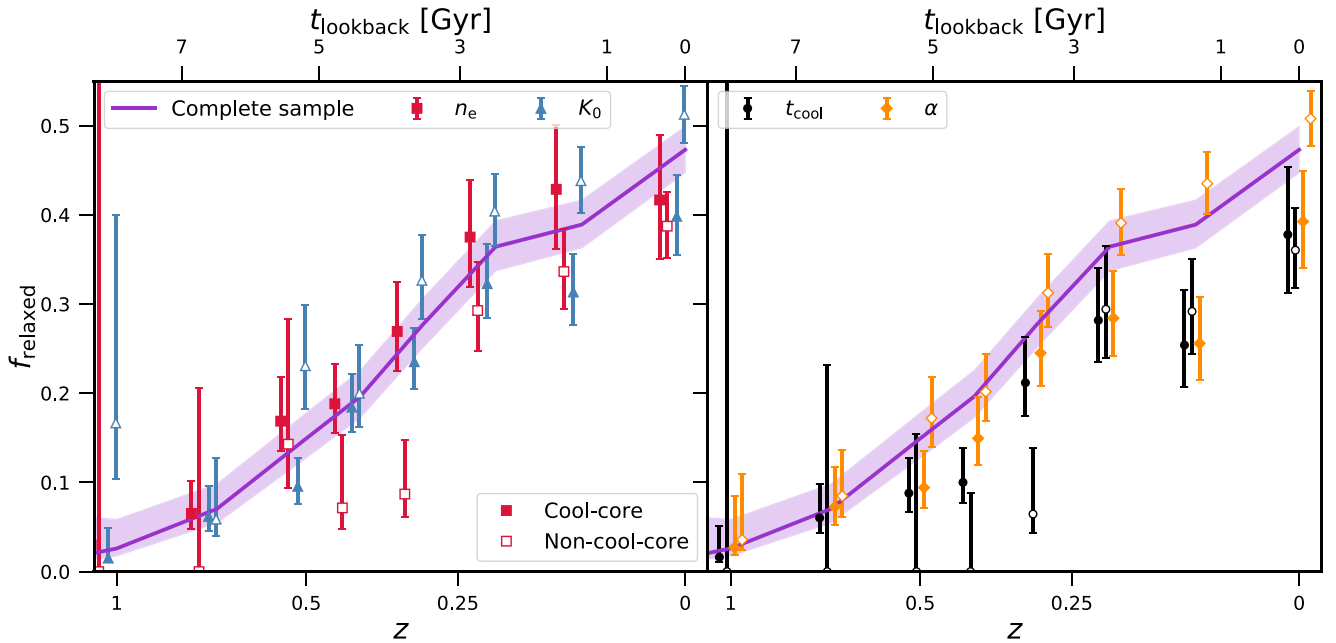 t_lookback [Gyr]
t_lookback [Gyr]
7 5 3 1 0
7 5 3 1 0
Complete sample n_e K_0
t_cool α
0.5
0.4
0.3
0.2
0.1
0.0
f_relaxed
Cool-core
Non-cool-core
1 0.5 0.25 0
1 0.5 0.25 0
z
z